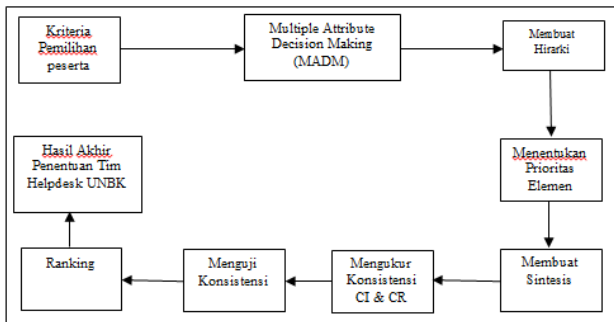 Kriteria
Pemilihan
peserta
Multiple Attribute
Decision Making
(MADM)
Membuat
Hirarki
Menentukan
Prioritas
Elemen
Membuat
Sintesis
Mengukur
Konsistensi
CI & CR
Menguji
Konsistensi
Ranking
Hasil Akhir
Penentuan Tim
Helpdesk UNBK